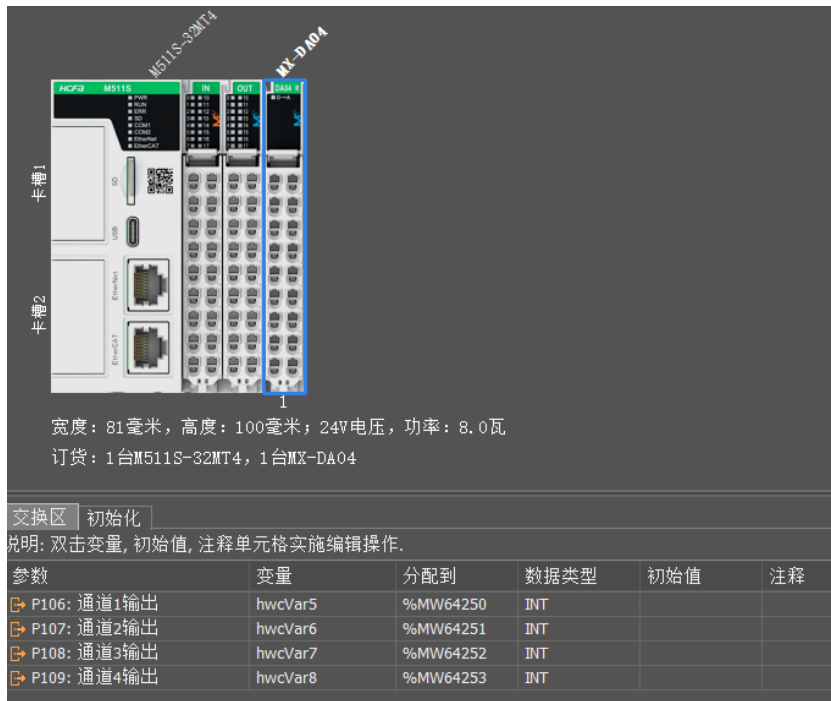 M511S-32MT4
MX-DA04
HCFA M511S
IN
OUT
DA04
PWR
RUN
ERR
SD
COM1
COM2
EtherNet
EtherCAT
D→A
卡槽1
SD
USB
卡槽2
EtherNet
EtherCAT
1
宽度: 81毫米, 高度: 100毫米; 24V电压, 功率: 8.0瓦
订货: 1台M511S-32MT4, 1台MX-DA04
交换区 初始化
说明: 双击变量, 初始值, 注释单元格实施编辑操作.
参数 变量 分配到 数据类型 初始值 注释
P106: 通道1输出 hwcVar5 %MW64250 INT
P107: 通道2输出 hwcVar6 %MW64251 INT
P108: 通道3输出 hwcVar7 %MW64252 INT
P109: 通道4输出 hwcVar8 %MW64253 INT